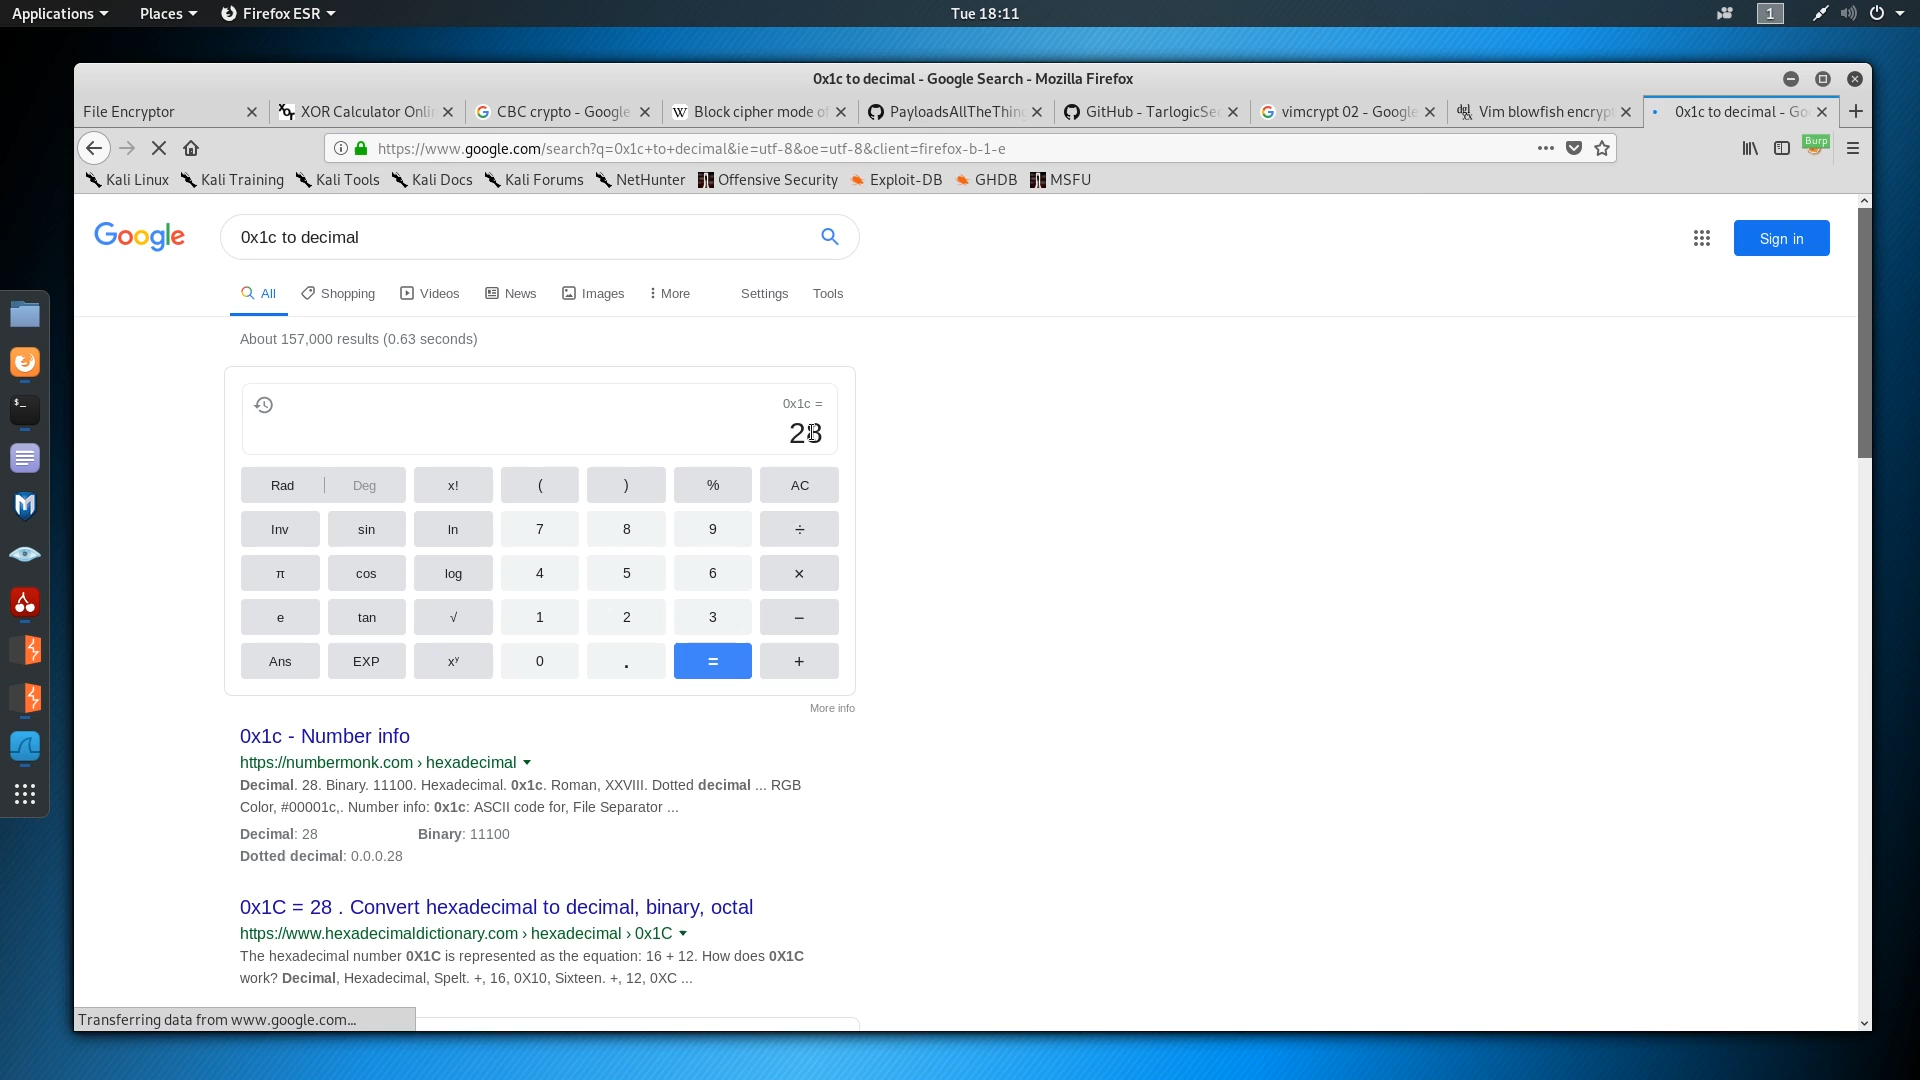 Applications Places Firefox ESR Tue 18:11 1
0x1c to decimal - Google Search - Mozilla Firefox
File Encryptor XOR Calculator Onlin CBC crypto - Google Block cipher mode of PayloadsAllTheThing GitHub - TarlogicSec vimcrypt 02 - Google Vim blowfish encrypt 0x1c to decimal - Go
https://www.google.com/search?q=0x1c+to+decimal&ie=utf-8&oe=utf-8&client=firefox-b-1-e Burp
Kali Linux Kali Training Kali Tools Kali Docs Kali Forums NetHunter Offensive Security Exploit-DB GHDB MSFU
Google 0x1c to decimal Sign in
All Shopping Videos News Images More Settings Tools
About 157,000 results (0.63 seconds)
0x1c =
28
Rad Deg x! ( ) % AC
Inv sin ln 7 8 9 ÷
π cos log 4 5 6 ×
e tan √ 1 2 3 −
Ans EXP xʸ 0 . = +
More info
0x1c - Number info
https://numbermonk.com › hexadecimal
Decimal. 28. Binary. 11100. Hexadecimal. 0x1c. Roman, XXVIII. Dotted decimal ... RGB
Color, #00001c,. Number info: 0x1c: ASCII code for, File Separator ...
Decimal: 28 Binary: 11100
Dotted decimal: 0.0.0.28
0x1C = 28 . Convert hexadecimal to decimal, binary, octal
https://www.hexadecimaldictionary.com › hexadecimal › 0x1C
The hexadecimal number 0X1C is represented as the equation: 16 + 12. How does 0X1C
work? Decimal, Hexadecimal, Spelt. +, 16, 0X10, Sixteen. +, 12, 0XC ...
Transferring data from www.google.com...